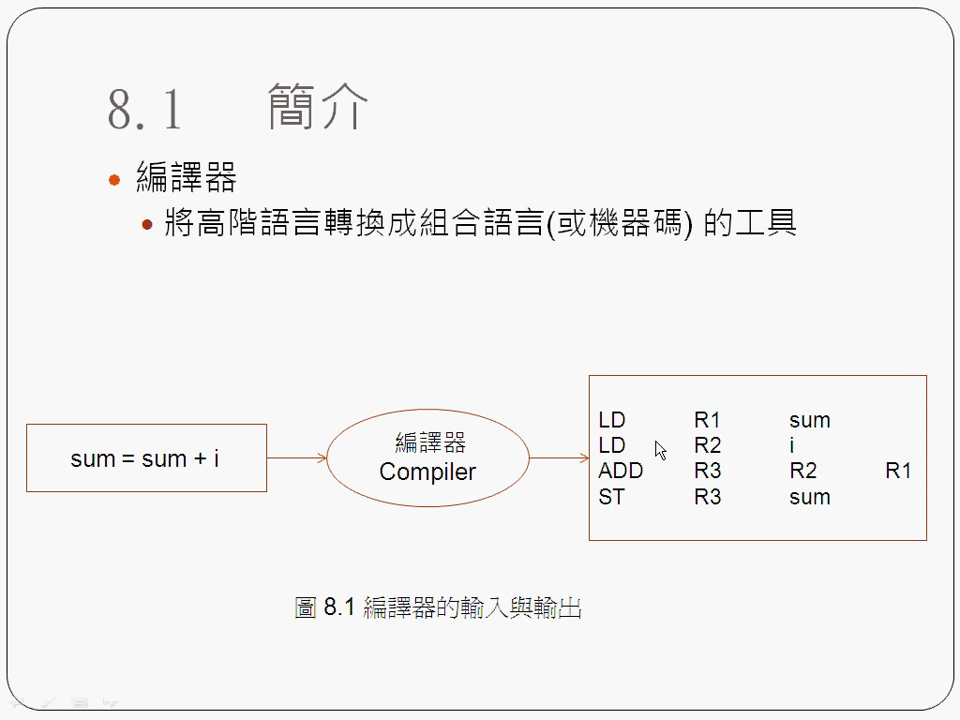 8.1 簡介
編譯器
將高階語言轉換成組合語言(或機器碼) 的工具
sum = sum + i
編譯器
Compiler
LD R1 sum
LD R2 i
ADD R3 R2 R1
ST R3 sum
圖 8.1 編譯器的輸入與輸出